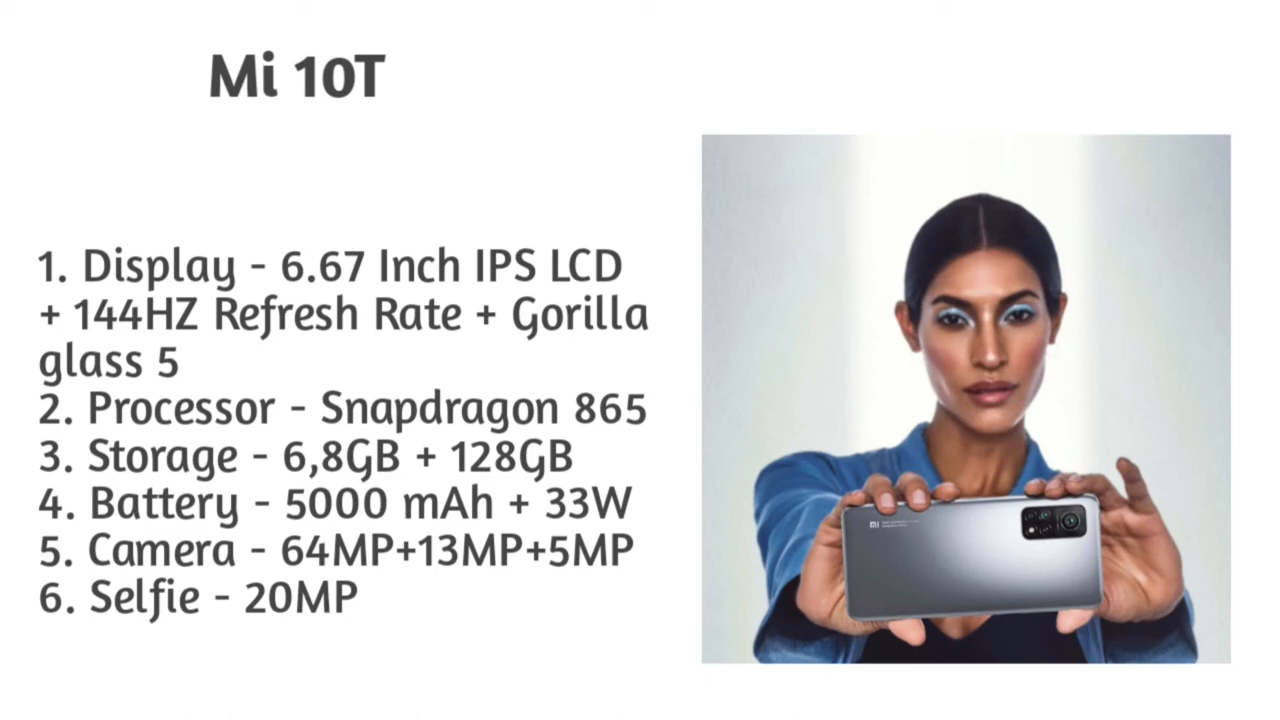 Mi 10T
1. Display - 6.67 Inch IPS LCD
+ 144HZ Refresh Rate + Gorilla
glass 5
2. Processor - Snapdragon 865
3. Storage - 6,8GB + 128GB
4. Battery - 5000 mAh + 33W
5. Camera - 64MP+13MP+5MP
6. Selfie - 20MP
mi